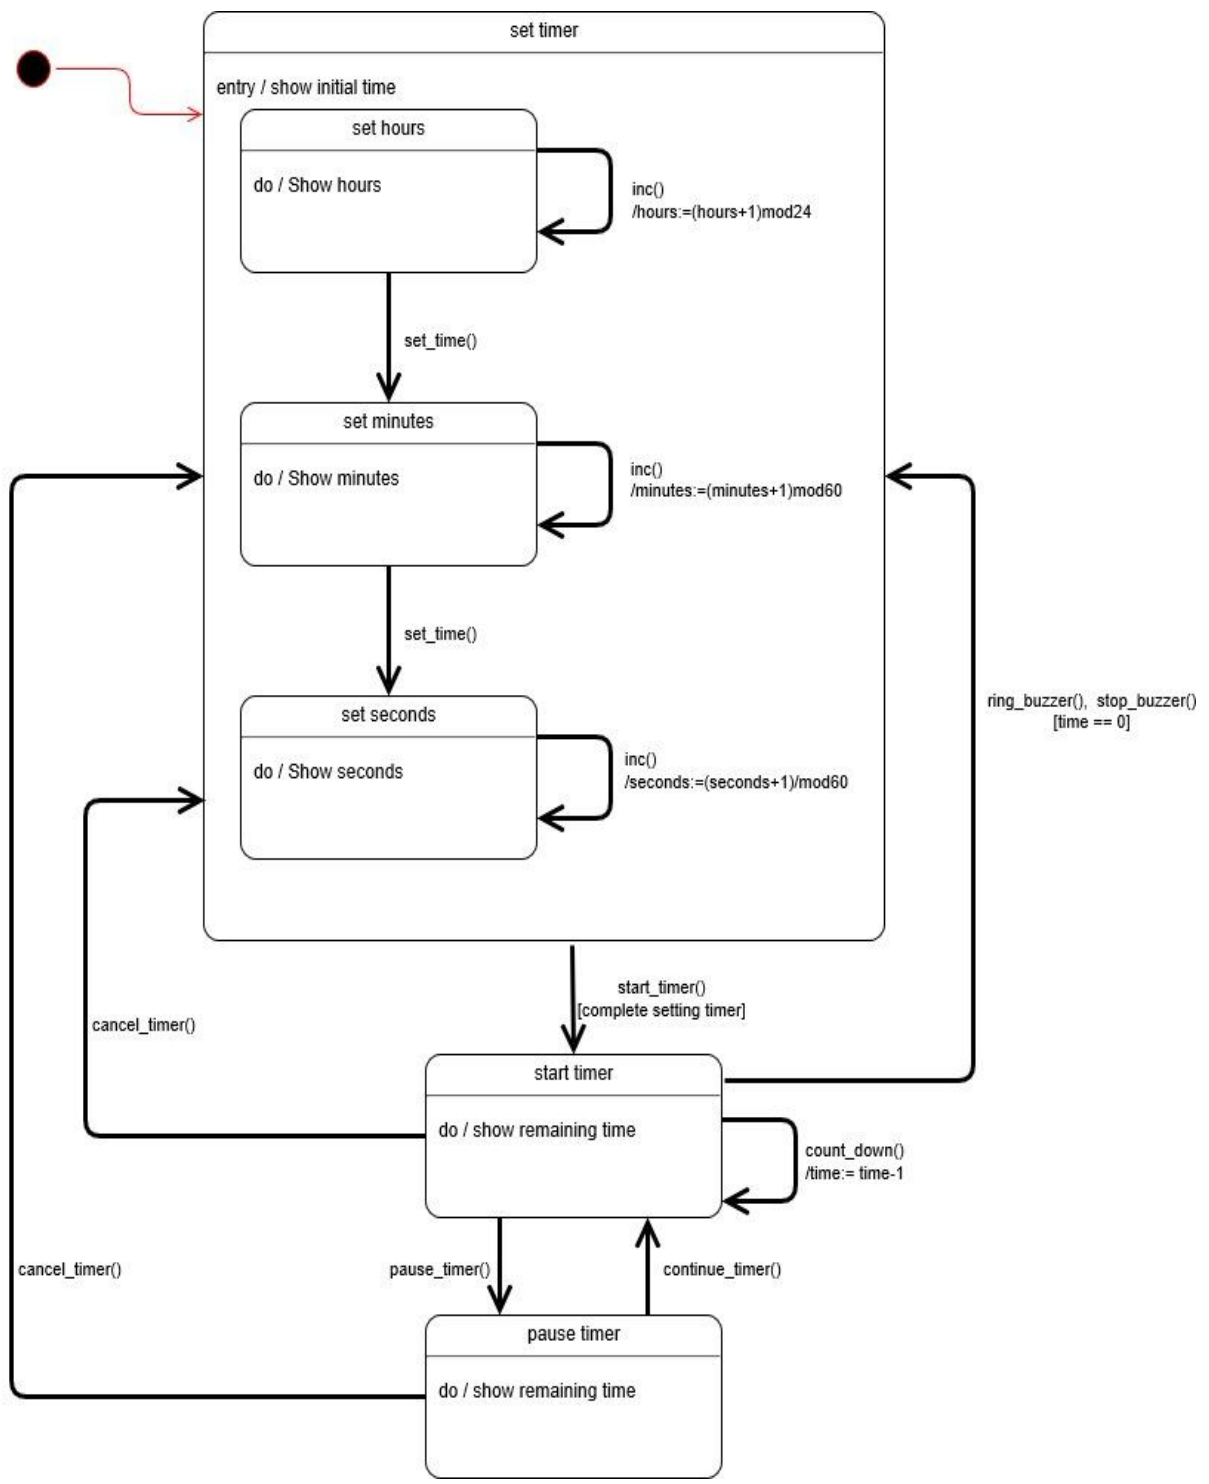 set timer
entry / show initial time
set hours
do / Show hours
inc()
/hours:=(hours+1)mod24
set_time()
set minutes
do / Show minutes
inc()
/minutes:=(minutes+1)mod60
set_time()
set seconds
do / Show seconds
inc()
/seconds:=(seconds+1)/mod60
ring_buzzer(), stop_buzzer()
[time == 0]
start_timer()
[complete setting timer]
cancel_timer()
start timer
do / show remaining time
count_down()
/time:= time-1
cancel_timer()
pause_timer()
continue_timer()
pause timer
do / show remaining time